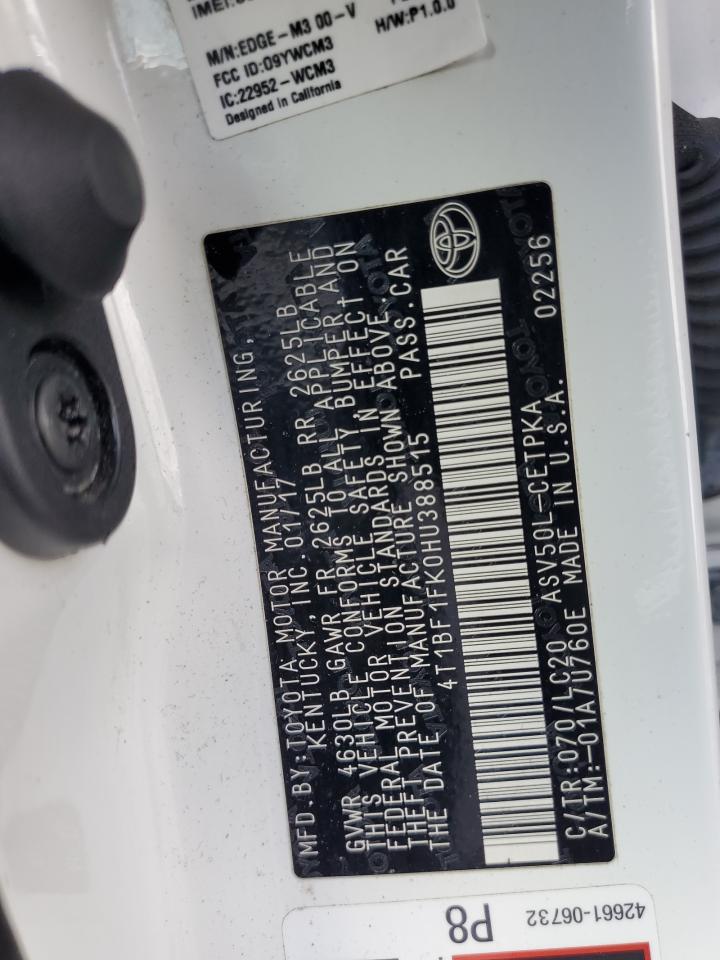 M/N:EDGE-M3 00-V
H/W:P1.0.0
FCC ID:O9YWCM3
IC:22952-WCM3
Designed in California
MFD.BY:TOYOTA MOTOR MANUFACTURING,
KENTUCKY,INC. 01/17
GVWR 4630LB GAWR FR 2625LB RR 2625LB
THIS VEHICLE CONFORMS TO ALL APPLICABLE
FEDERAL MOTOR VEHICLE SAFETY, BUMPER, AND
THEFT PREVENTION STANDARDS IN EFFECT ON
THE DATE OF MANUFACTURE SHOWN ABOVE.
4T1BF1FK0HU388515 PASS.CAR
C/TR:070/LC20 ASV50L-CETPKA 02256
A/TM:-01A/U760E MADE IN U.S.A.
P8
42661-06732